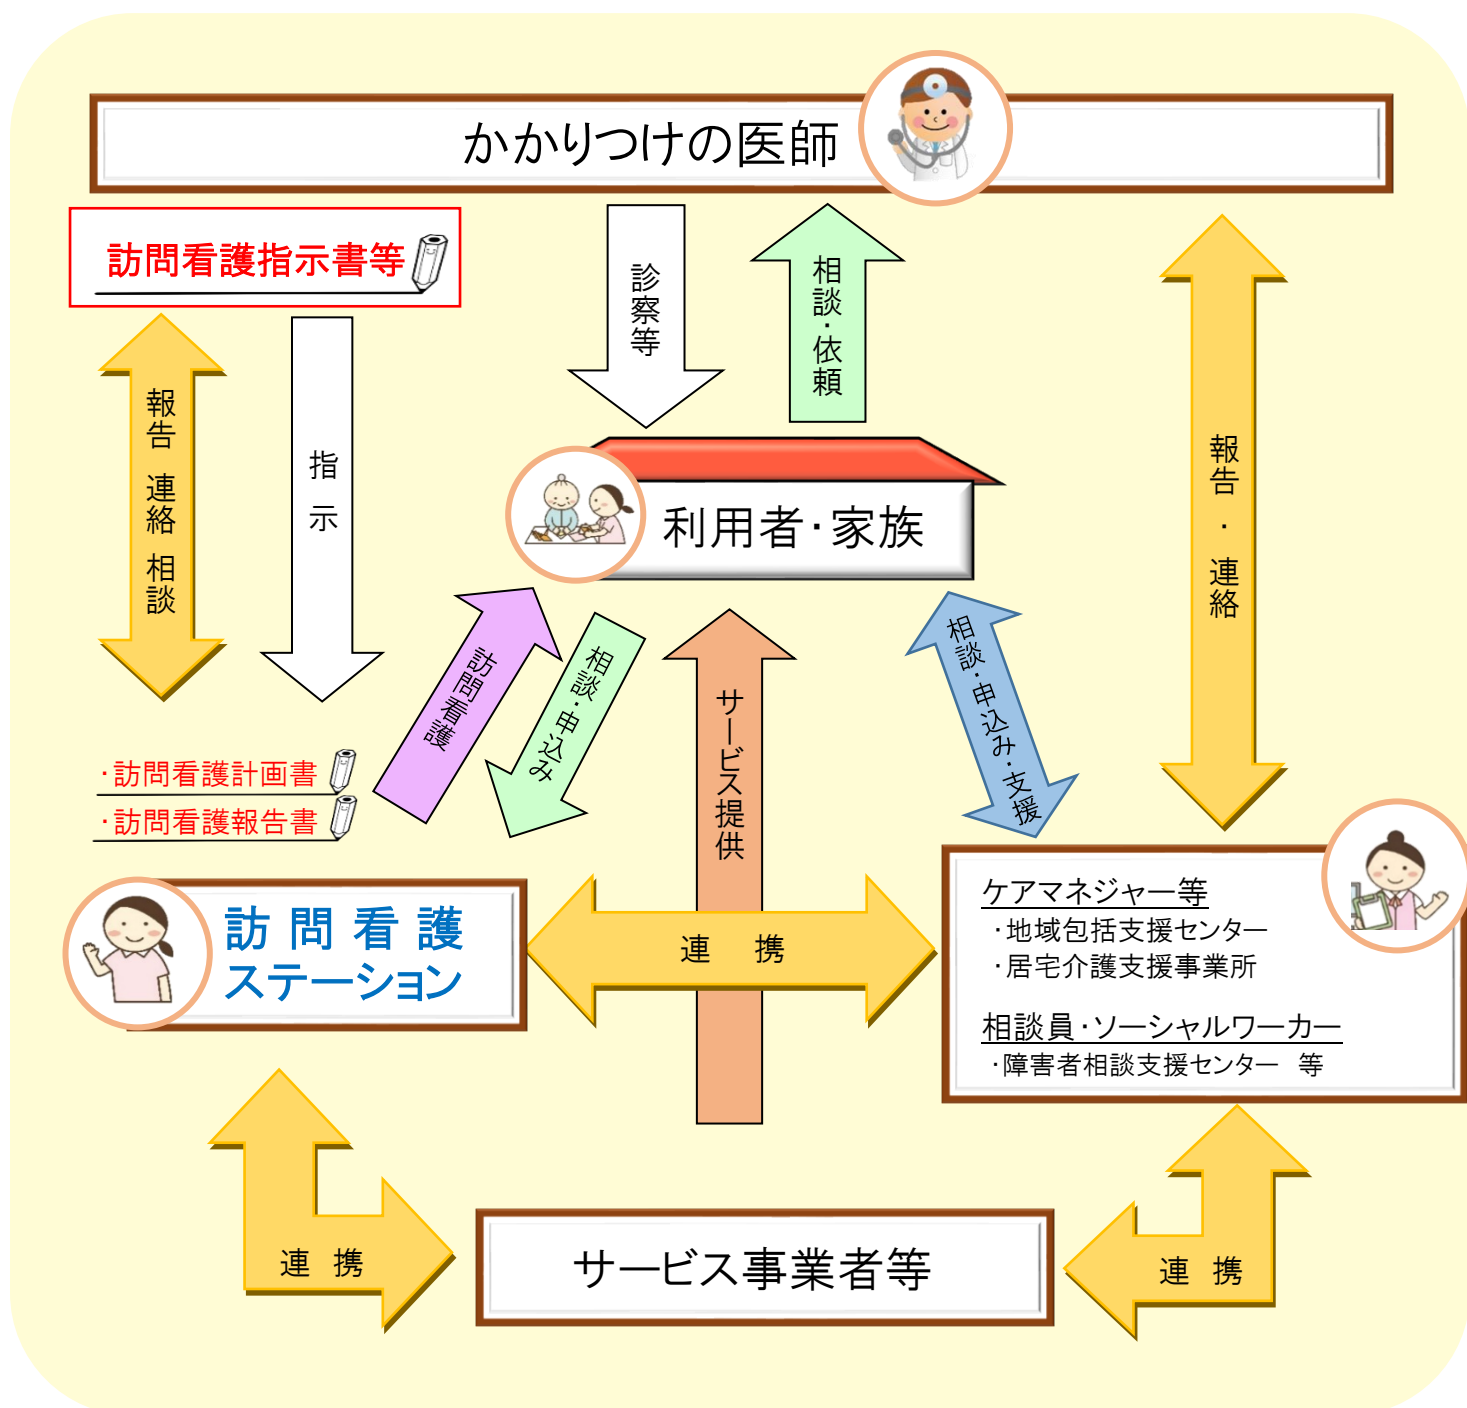 かかりつけの医師
訪問看護指示書等
診察等
相談・依頼
報告 連絡 相談
指示
報告・連絡
利用者・家族
訪問看護
相談・申込み
サービス提供
相談・申込み・支援
・訪問看護計画書
・訪問看護報告書
訪問看護
ステーション
連携
ケアマネジャー等
・地域包括支援センター
・居宅介護支援事業所
相談員・ソーシャルワーカー
・障害者相談支援センター 等
連携
サービス事業者等
連携